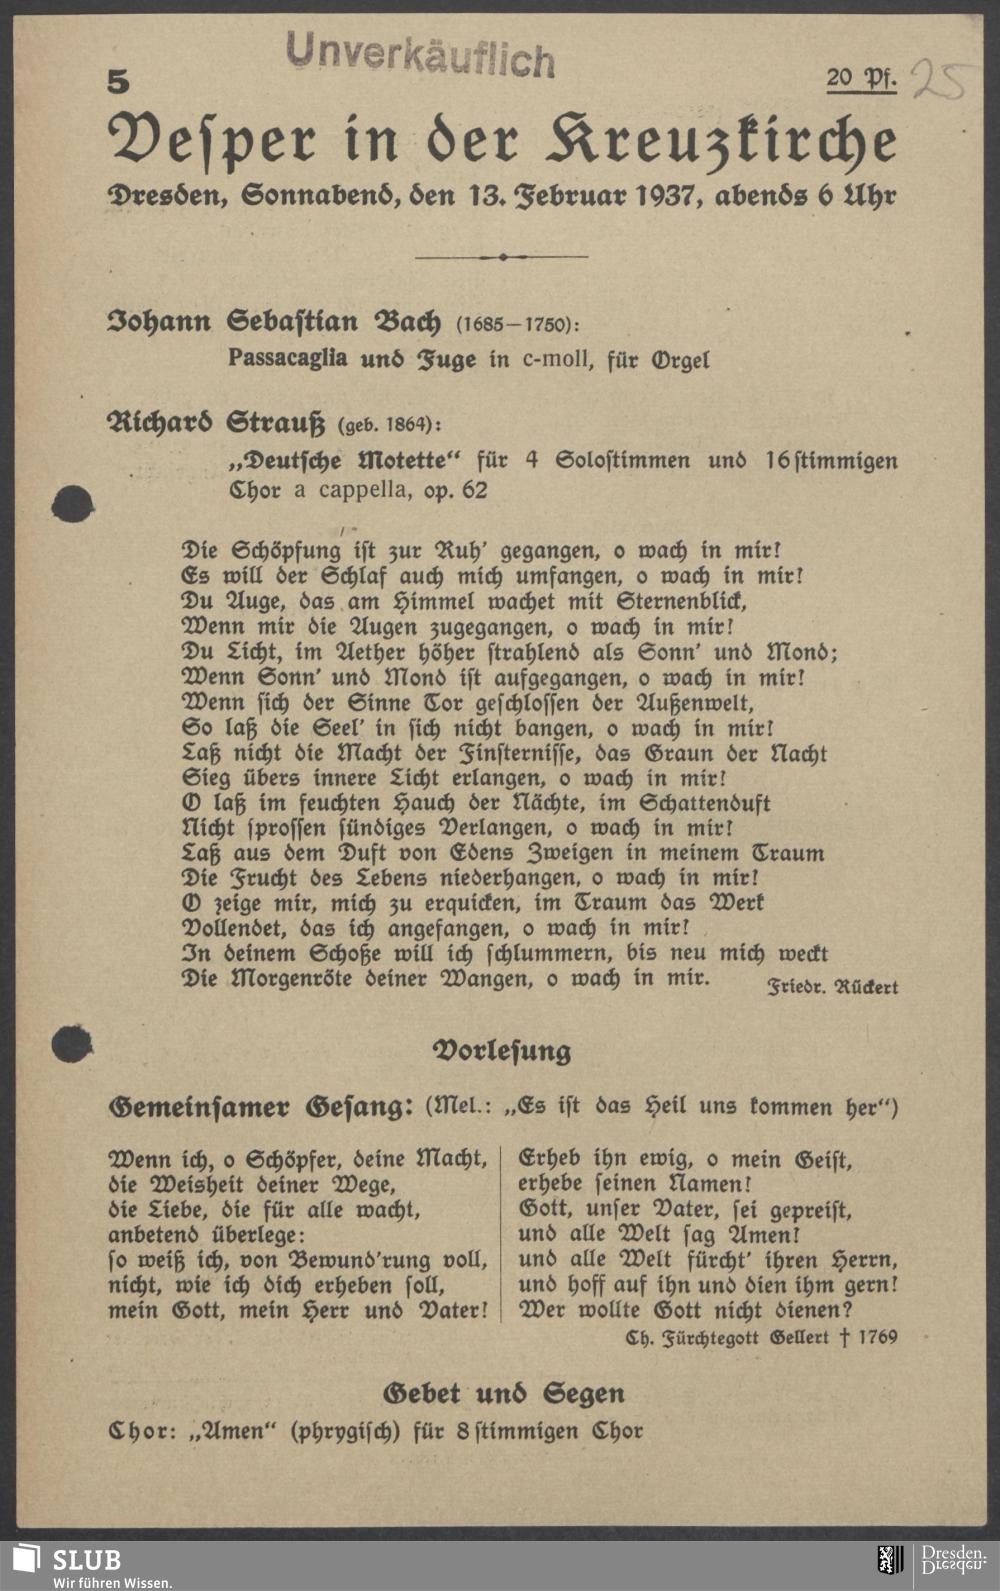 Unverkäuflich
5
20 Pf. 25
Vesper in der Kreuzkirche
Dresden, Sonnabend, den 13. Februar 1937, abends 6 Uhr
Johann Sebastian Bach (1685–1750):
Passacaglia und Fuge in c-moll, für Orgel
Richard Strauß (geb. 1864):
„Deutsche Motette“ für 4 Solostimmen und 16stimmigen
Chor a cappella, op. 62
Die Schöpfung ist zur Ruh' gegangen, o wach in mir!
Es will der Schlaf auch mich umfangen, o wach in mir!
Du Auge, das am Himmel wachet mit Sternenblick,
Wenn mir die Augen zugegangen, o wach in mir!
Du Licht, im Aether höher strahlend als Sonn' und Mond;
Wenn Sonn' und Mond ist aufgegangen, o wach in mir!
Wenn sich der Sinne Tor geschlossen der Außenwelt,
So laß die Seel' in sich nicht bangen, o wach in mir!
Laß nicht die Macht der Finsternisse, das Graun der Nacht
Sieg übers innere Licht erlangen, o wach in mir!
O laß im feuchten Hauch der Nächte, im Schattenduft
Nicht sprossen sündiges Verlangen, o wach in mir!
Laß aus dem Duft von Edens Zweigen in meinem Traum
Die Frucht des Lebens niederhangen, o wach in mir!
O zeige mir, mich zu erquicken, im Traum das Werk
Vollendet, das ich angefangen, o wach in mir!
In deinem Schoße will ich schlummern, bis neu mich weckt
Die Morgenröte deiner Wangen, o wach in mir.
Friedr. Rückert
Vorlesung
Gemeinsamer Gesang: (Mel.: „Es ist das Heil uns kommen her“)
Wenn ich, o Schöpfer, deine Macht,
die Weisheit deiner Wege,
die Liebe, die für alle wacht,
anbetend überlege:
so weiß ich, von Bewund'rung voll,
nicht, wie ich dich erheben soll,
mein Gott, mein Herr und Vater!
Erheb ihn ewig, o mein Geist,
erhebe seinen Namen!
Gott, unser Vater, sei gepreist,
und alle Welt sag Amen!
und alle Welt fürcht' ihren Herrn,
und hoff auf ihn und dien ihm gern!
Wer wollte Gott nicht dienen?
Ch. Fürchtegott Gellert † 1769
Gebet und Segen
Chor: „Amen“ (phrygisch) für 8stimmigen Chor
SLUB
Wir führen Wissen.
Dresden.
Dresden.